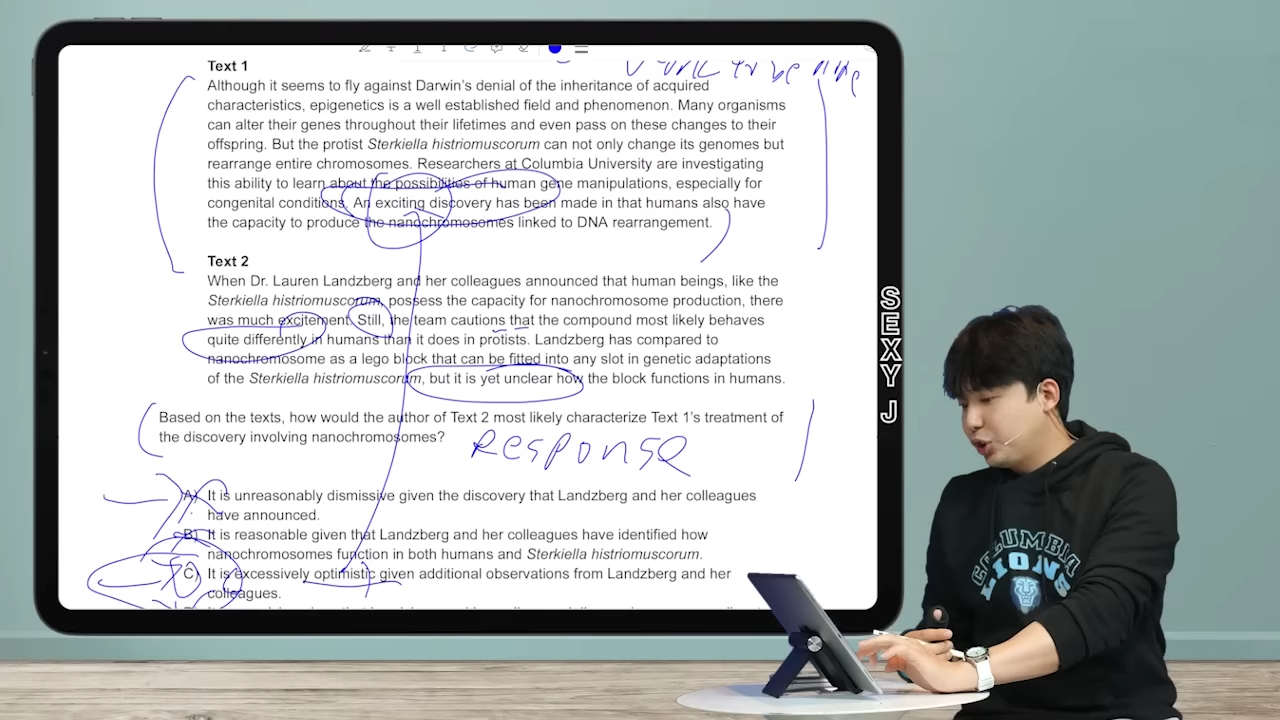 Text 1
Although it seems to fly against Darwin's denial of the inheritance of acquired
characteristics, epigenetics is a well established field and phenomenon. Many organisms
can alter their genes throughout their lifetimes and even pass on these changes to their
offspring. But the protist Sterkiella histriomuscorum can not only change its genomes but
rearrange entire chromosomes. Researchers at Columbia University are investigating
this ability to learn about the possibilities of human gene manipulations, especially for
congenital conditions. An exciting discovery has been made in that humans also have
the capacity to produce the nanochromosomes linked to DNA rearrangement.
Text 2
When Dr. Lauren Landzberg and her colleagues announced that human beings, like the
Sterkiella histriomuscorum, possess the capacity for nanochromosome production, there
was much excitement. Still, the team cautions that the compound most likely behaves
quite differently in humans than it does in protists. Landzberg has compared to
nanochromosome as a lego block that can be fitted into any slot in genetic adaptations
of the Sterkiella histriomuscorum, but it is yet unclear how the block functions in humans.
Based on the texts, how would the author of Text 2 most likely characterize Text 1's treatment of
the discovery involving nanochromosomes?
Response
A) It is unreasonably dismissive given the discovery that Landzberg and her colleagues
have announced.
B) It is reasonable given that Landzberg and her colleagues have identified how
nanochromosomes function in both humans and Sterkiella histriomuscorum.
C) It is excessively optimistic given additional observations from Landzberg and her
colleagues.
SEXY J
COLUMBIA
LIONS